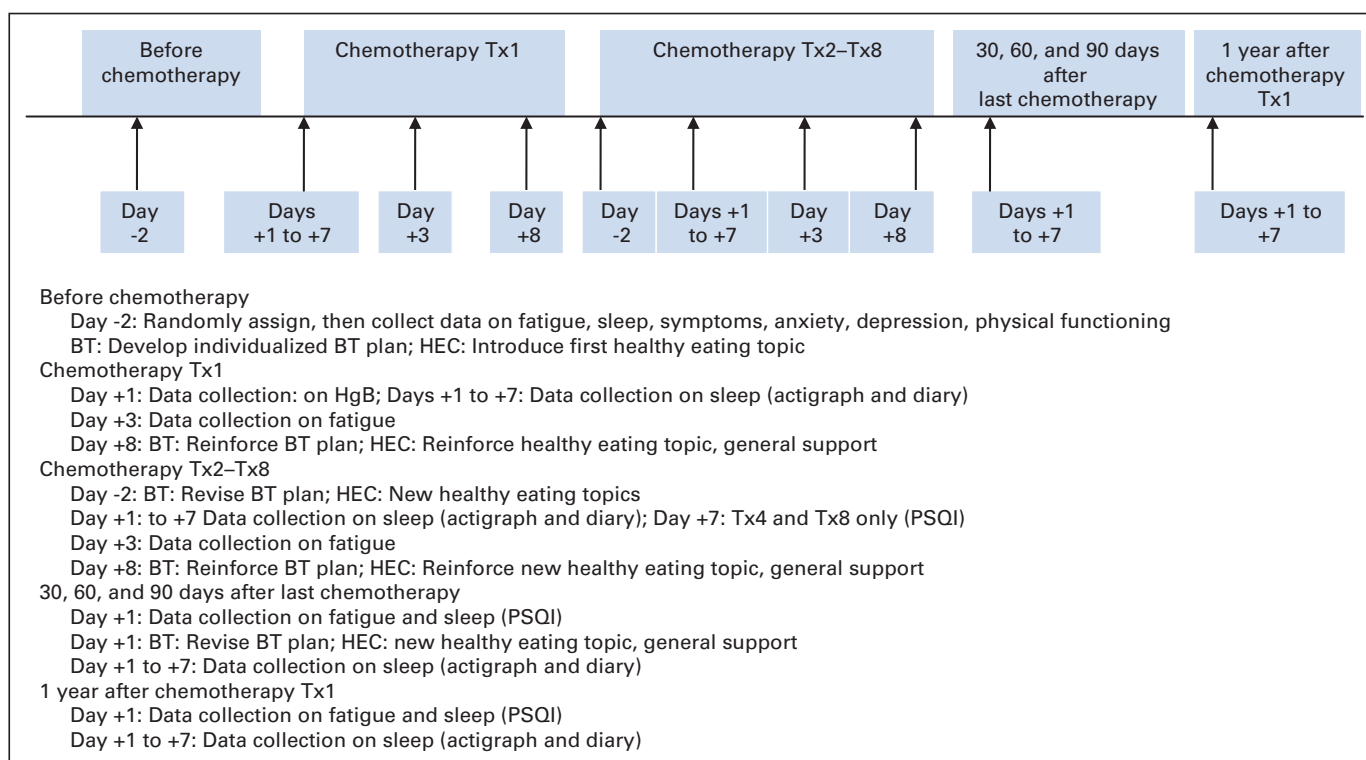 Before
chemotherapy
Chemotherapy Tx1
Chemotherapy Tx2–Tx8
30, 60, and 90 days
after
last chemotherapy
1 year after
chemotherapy
Tx1
Day
-2
Days
+1 to +7
Day
+3
Day
+8
Day
-2
Days +1
to +7
Day
+3
Day
+8
Days +1
to +7
Days +1 to
+7
Before chemotherapy
Day -2: Randomly assign, then collect data on fatigue, sleep, symptoms, anxiety, depression, physical functioning
BT: Develop individualized BT plan; HEC: Introduce first healthy eating topic
Chemotherapy Tx1
Day +1: Data collection: on HgB; Days +1 to +7: Data collection on sleep (actigraph and diary)
Day +3: Data collection on fatigue
Day +8: BT: Reinforce BT plan; HEC: Reinforce healthy eating topic, general support
Chemotherapy Tx2–Tx8
Day -2: BT: Revise BT plan; HEC: New healthy eating topics
Day +1: to +7 Data collection on sleep (actigraph and diary); Day +7: Tx4 and Tx8 only (PSQI)
Day +3: Data collection on fatigue
Day +8: BT: Reinforce BT plan; HEC: Reinforce new healthy eating topic, general support
30, 60, and 90 days after last chemotherapy
Day +1: Data collection on fatigue and sleep (PSQI)
Day +1: BT: Revise BT plan; HEC: new healthy eating topic, general support
Day +1 to +7: Data collection on sleep (actigraph and diary)
1 year after chemotherapy Tx1
Day +1: Data collection on fatigue and sleep (PSQI)
Day +1 to +7: Data collection on sleep (actigraph and diary)